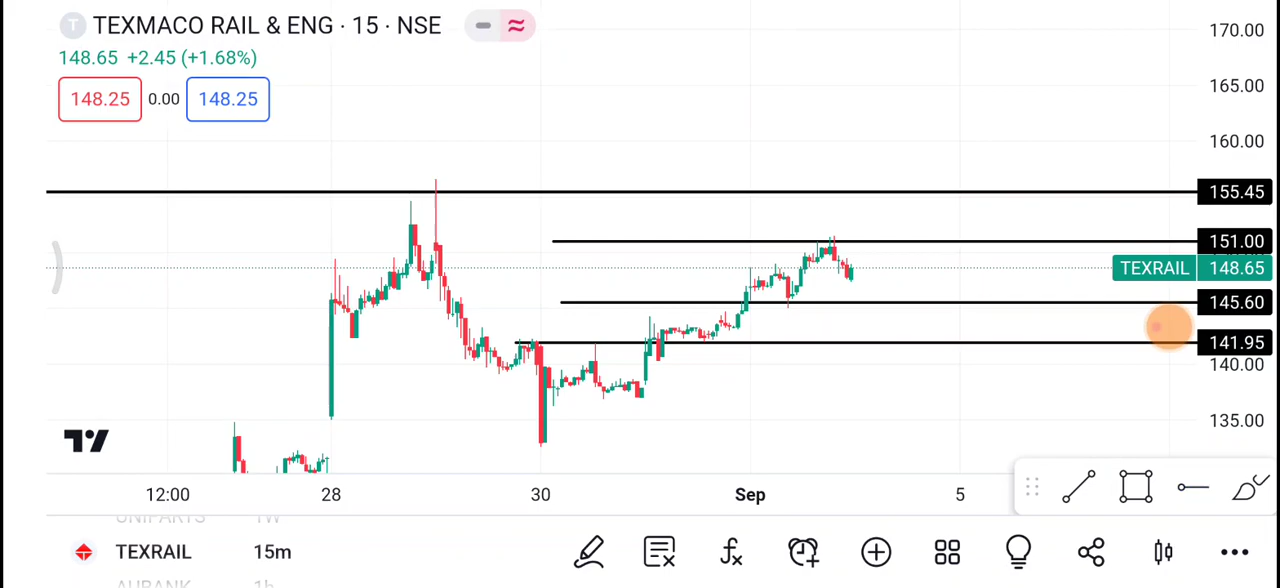 T TEXMACO RAIL & ENG · 15 · NSE
148.65 +2.45 (+1.68%)
148.25 0.00 148.25
170.00
165.00
160.00
155.45
151.00
TEXRAIL 148.65
145.60
141.95
140.00
135.00
12:00 28 30 Sep 5
UNIPARTS 1W
TEXRAIL 15m
AUBANK 1h